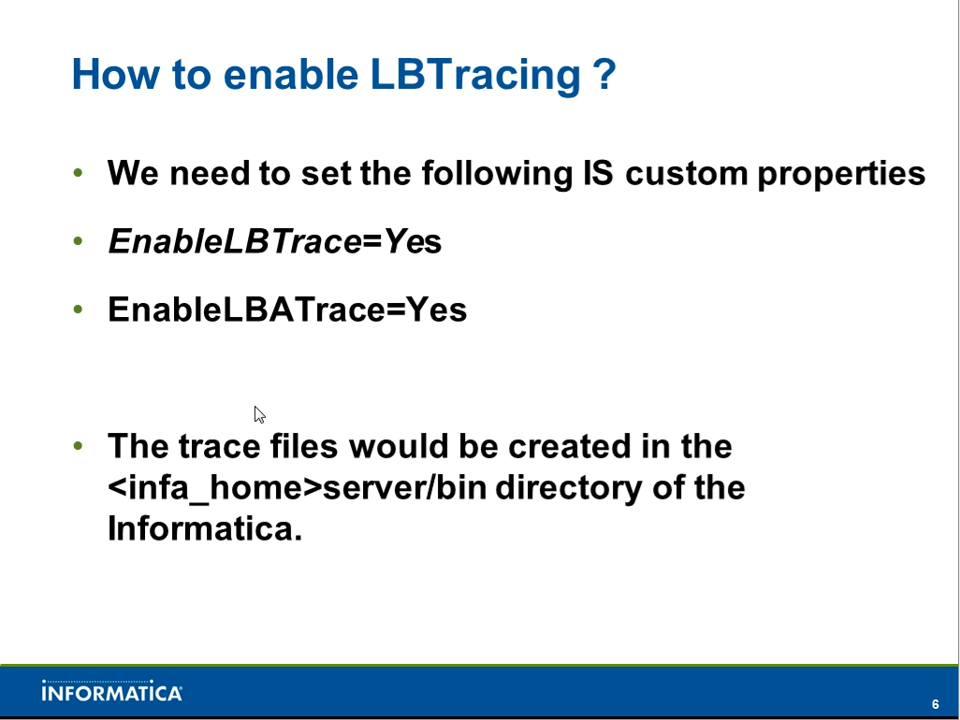 How to enable LBTracing ?
• We need to set the following IS custom properties
• EnableLBTrace=Yes
• EnableLBATrace=Yes
• The trace files would be created in the
<infa_home>server/bin directory of the
Informatica.
INFORMATICA
6